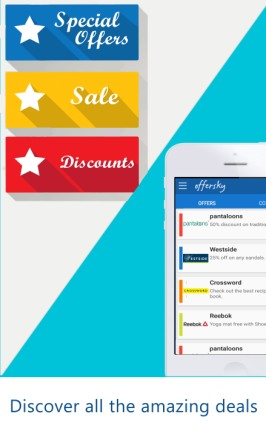 Special
Offers
Sale
Discounts
offersky
OFFERS
CO
pantaloons
pantaloons 50% discount on traditio
Westside
WESTSIDE 25% off on any sandals.
Crossword
CROSSWORD Check out the best recip
book.
Reebok
Reebok Yoga mat free with Shoe
pantaloons
Discover all the amazing deals